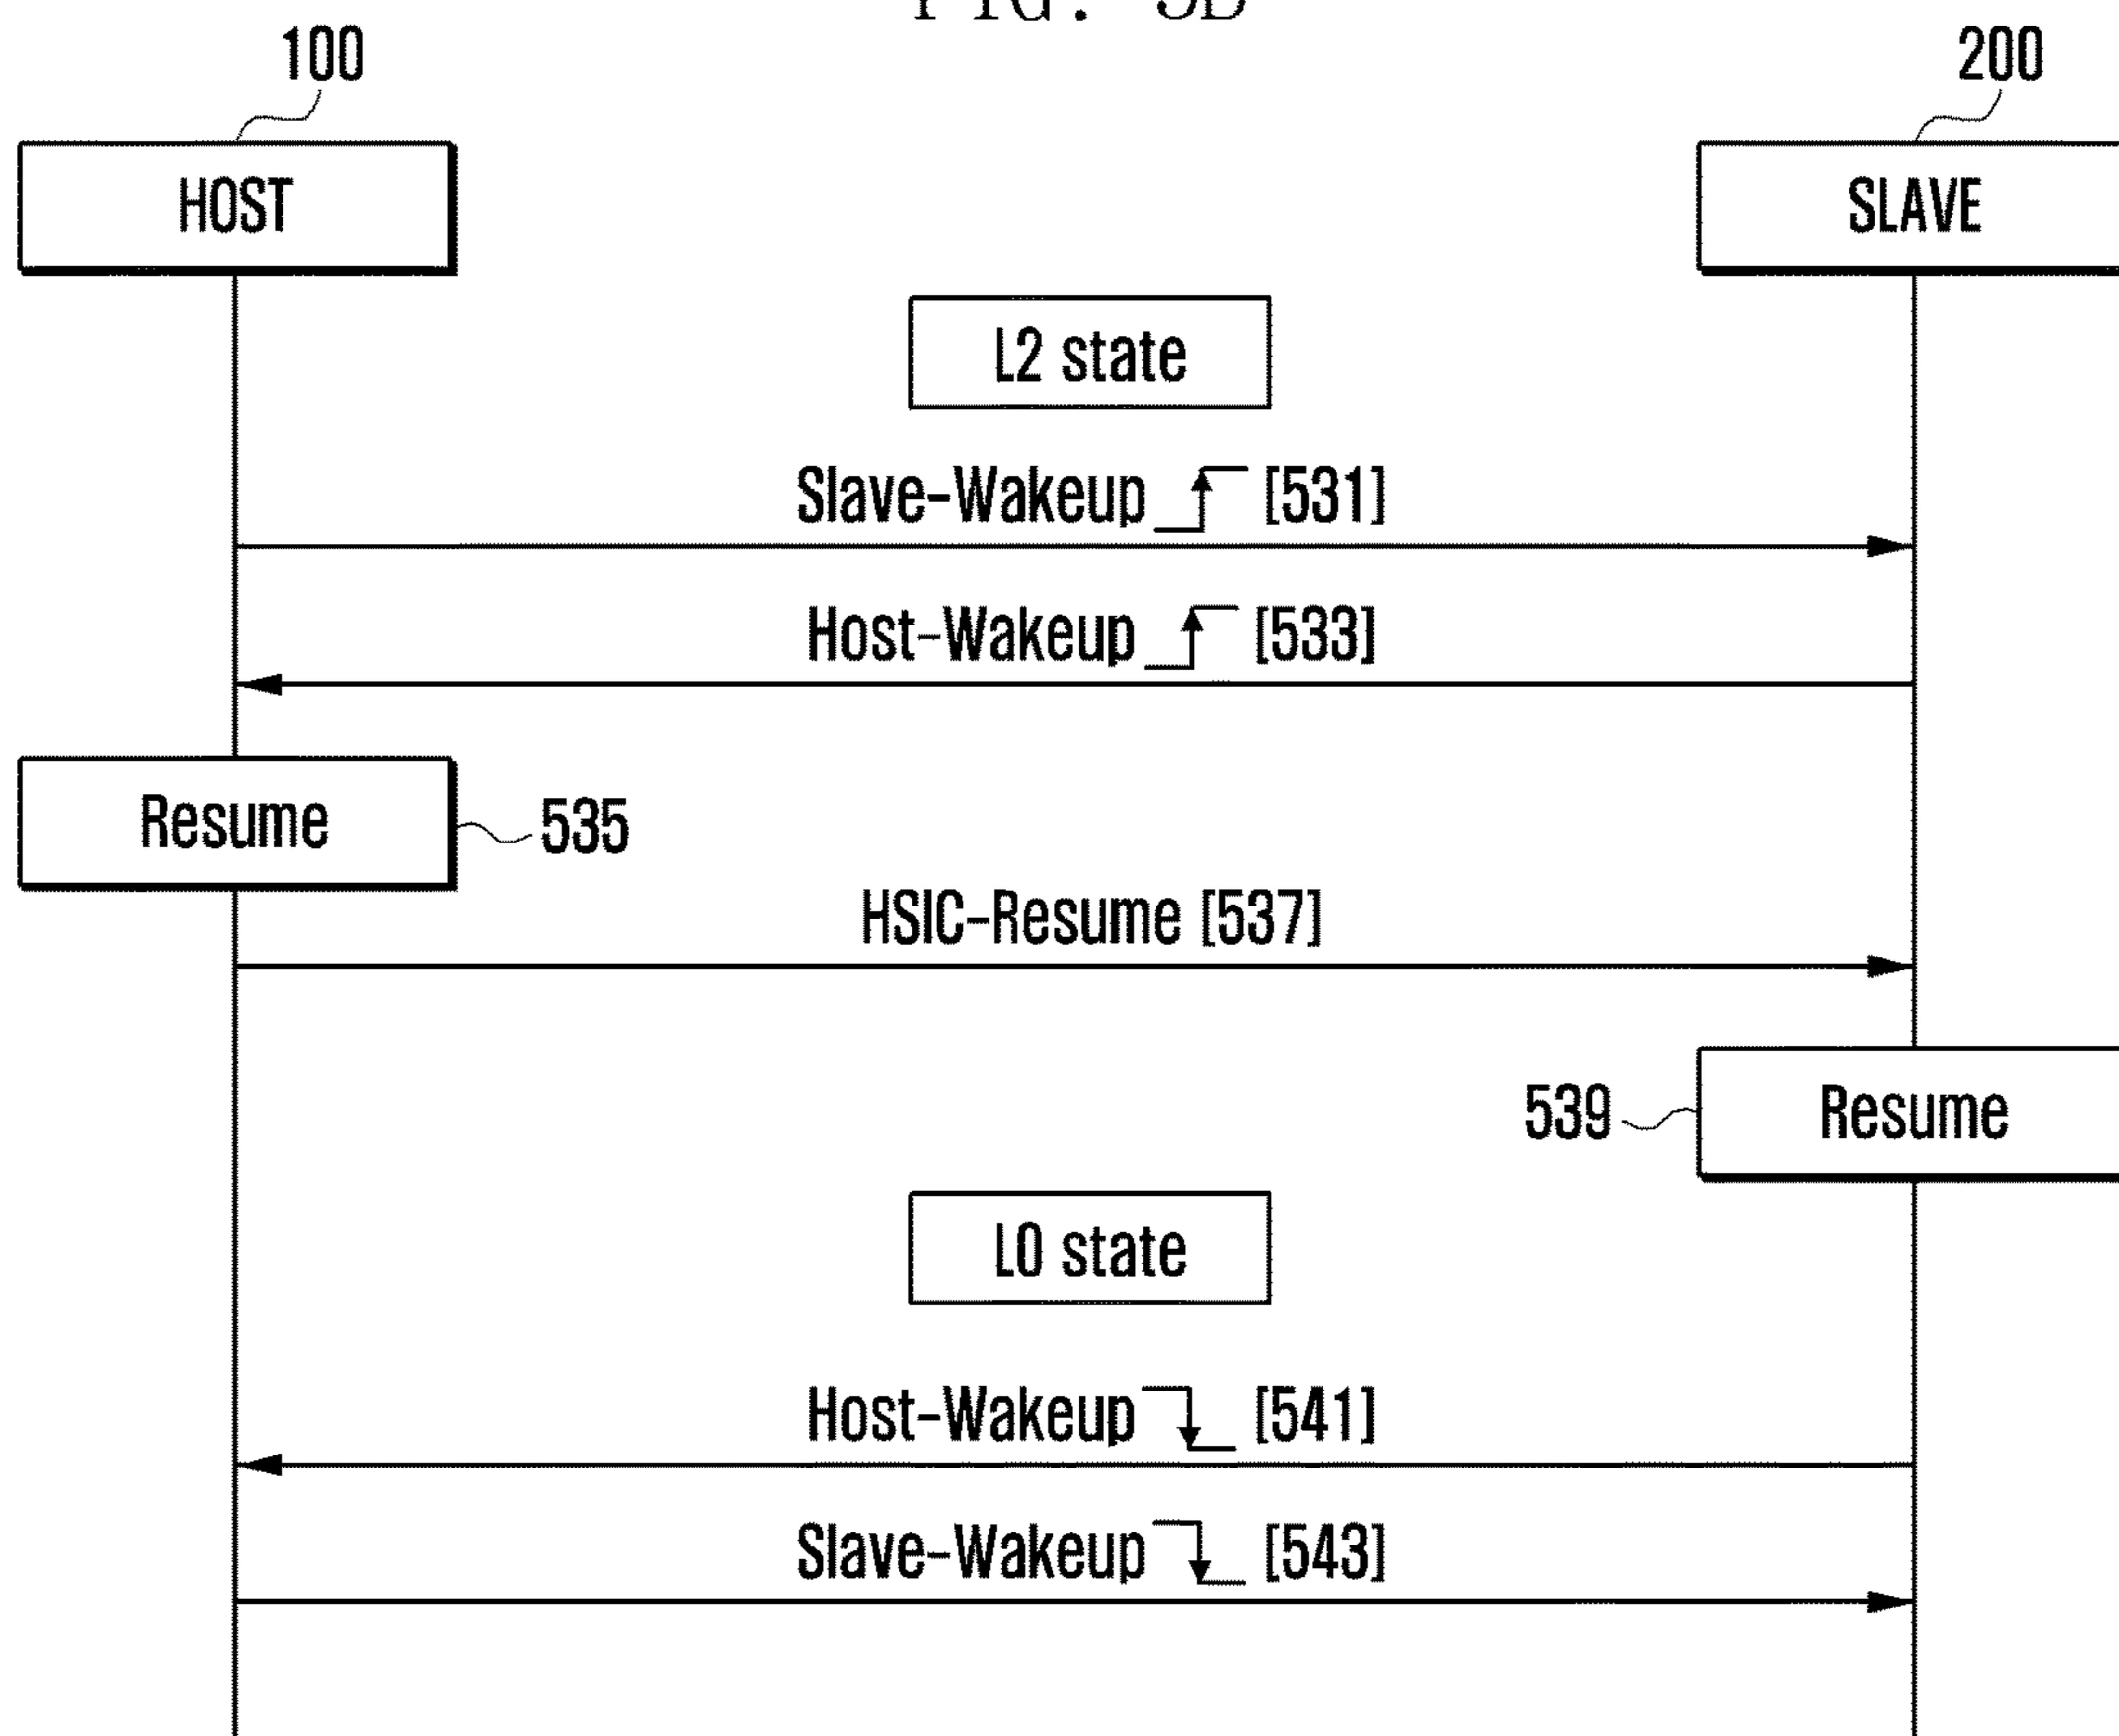 100
200
HOST
SLAVE
L2 state
Slave-Wakeup [531]
Host-Wakeup [533]
Resume
535
HSIC-Resume [537]
539
Resume
L0 state
Host-Wakeup [541]
Slave-Wakeup [543]